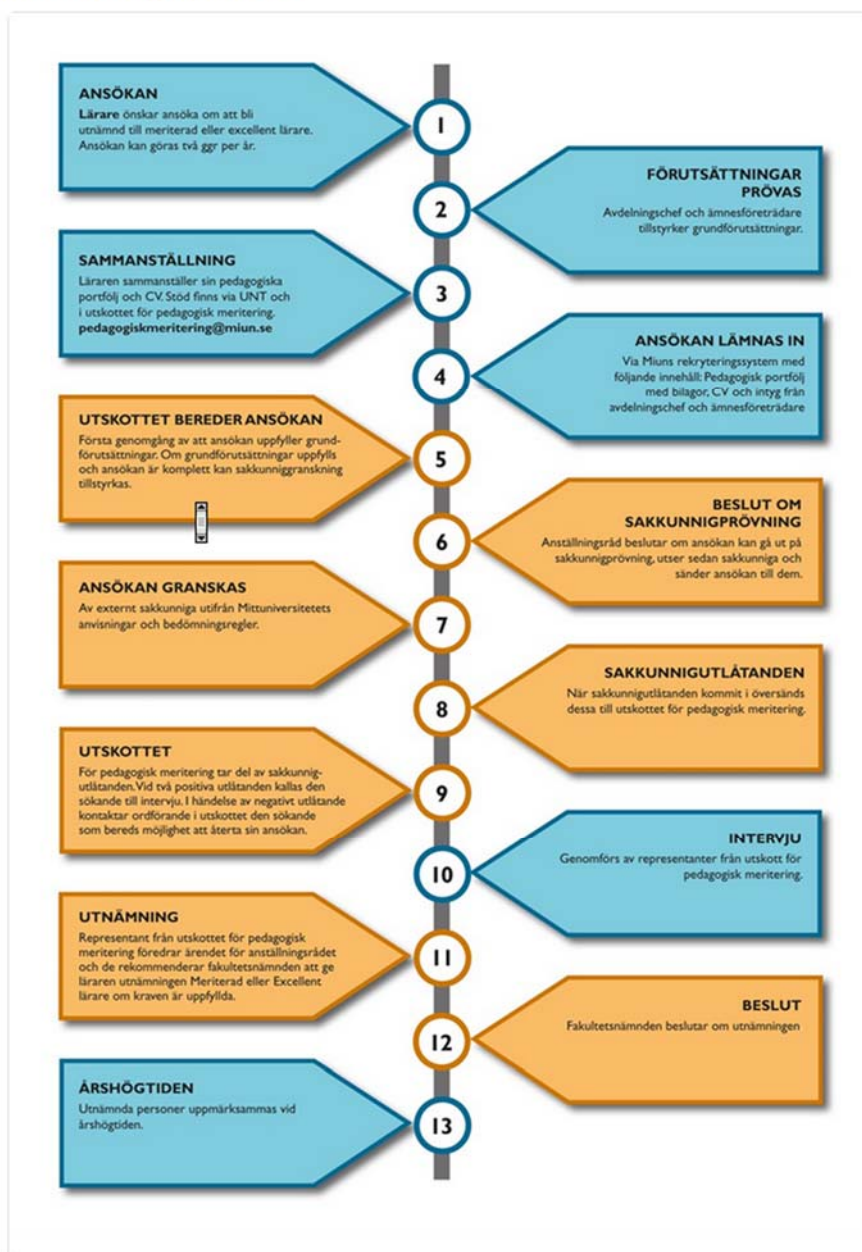 ANSÖKAN
Lärare önskar ansöka om att bli
utnämnd till meriterad eller excellent lärare.
Ansökan kan göras två ggr per år.
1
FÖRUTSÄTTNINGAR
PRÖVAS
Avdelningschef och ämnesföreträdare
tillstyrker grundförutsättningar.
2
SAMMANSTÄLLNING
Läraren sammanställer sin pedagogiska
portfölj och CV. Stöd finns via UNT och
i utskottet för pedagogisk meritering.
pedagogiskmeritering@miun.se
3
ANSÖKAN LÄMNAS IN
Via Miuns rekryteringssystem med
följande innehåll: Pedagogisk portfölj
med bilagor, CV och intyg från
avdelningschef och ämnesföreträdare
4
UTSKOTTET BEREDER ANSÖKAN
Första genomgång av att ansökan uppfyller grund-
förutsättningar. Om grundförutsättningar uppfylls
och ansökan är komplett kan sakkunniggranskning
tillstyrkas.
5
BESLUT OM
SAKKUNNIGPRÖVNING
Anställningsråd beslutar om ansökan kan gå ut på
sakkunnigprövning, utser sedan sakkunniga och
sänder ansökan till dem.
6
ANSÖKAN GRANSKAS
Av externt sakkunniga utifrån Mittuniversitetets
anvisningar och bedömningsregler.
7
SAKKUNNIGUTLÅTANDEN
När sakkunnigutlåtanden kommit i översänds
dessa till utskottet för pedagogisk meritering.
8
UTSKOTTET
För pedagogisk meritering tar del av sakkunnig-
utlåtanden. Vid två positiva utlåtanden kallas den
sökande till intervju. I händelse av negativt utlåtande
kontaktar ordförande i utskottet den sökande
som bereds möjlighet att återta sin ansökan.
9
INTERVJU
Genomförs av representanter från utskott för
pedagogisk meritering.
10
UTNÄMNING
Representant från utskottet för pedagogisk
meritering föredrar ärendet för anställningsrådet
och de rekommenderar fakultetsnämnden att ge
läraren utnämningen Meriterad eller Excellent
lärare om kraven är uppfyllda.
11
BESLUT
Fakultetsnämnden beslutar om utnämningen
12
ÅRSHÖGTIDEN
Utnämnda personer uppmärksammas vid
årshögtiden.
13